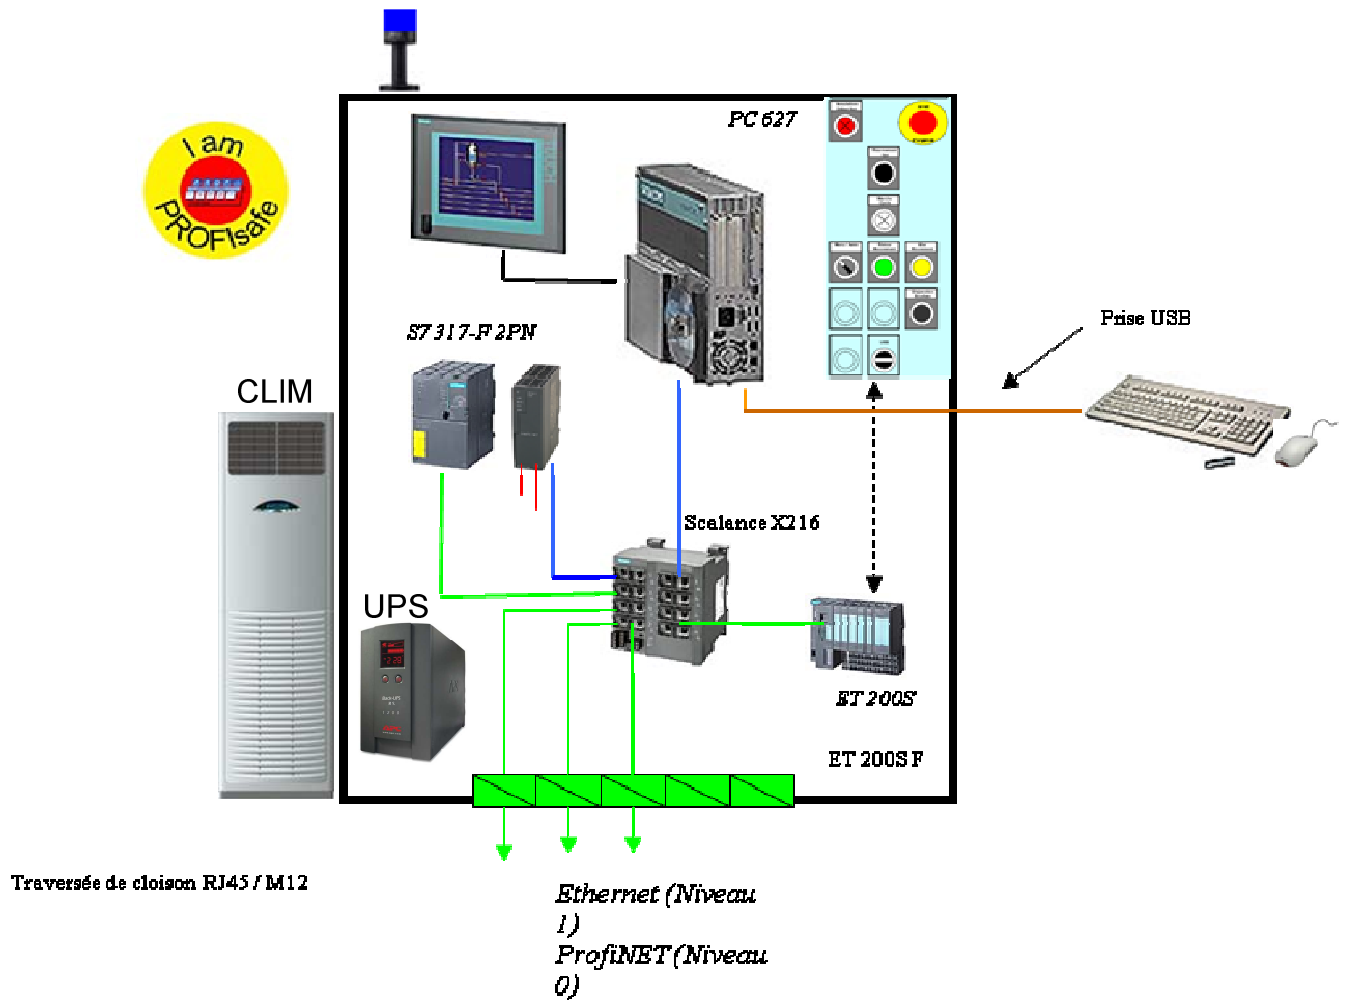 PC 627
I am
PROFIsafe
S7 317-F 2PN
Prise USB
CLIM
Scalance X216
UPS
ET 200S
ET 200S F
Traversée de cloison RJ45 / M12
Ethernet (Niveau
1)
ProfiNET (Niveau
0)